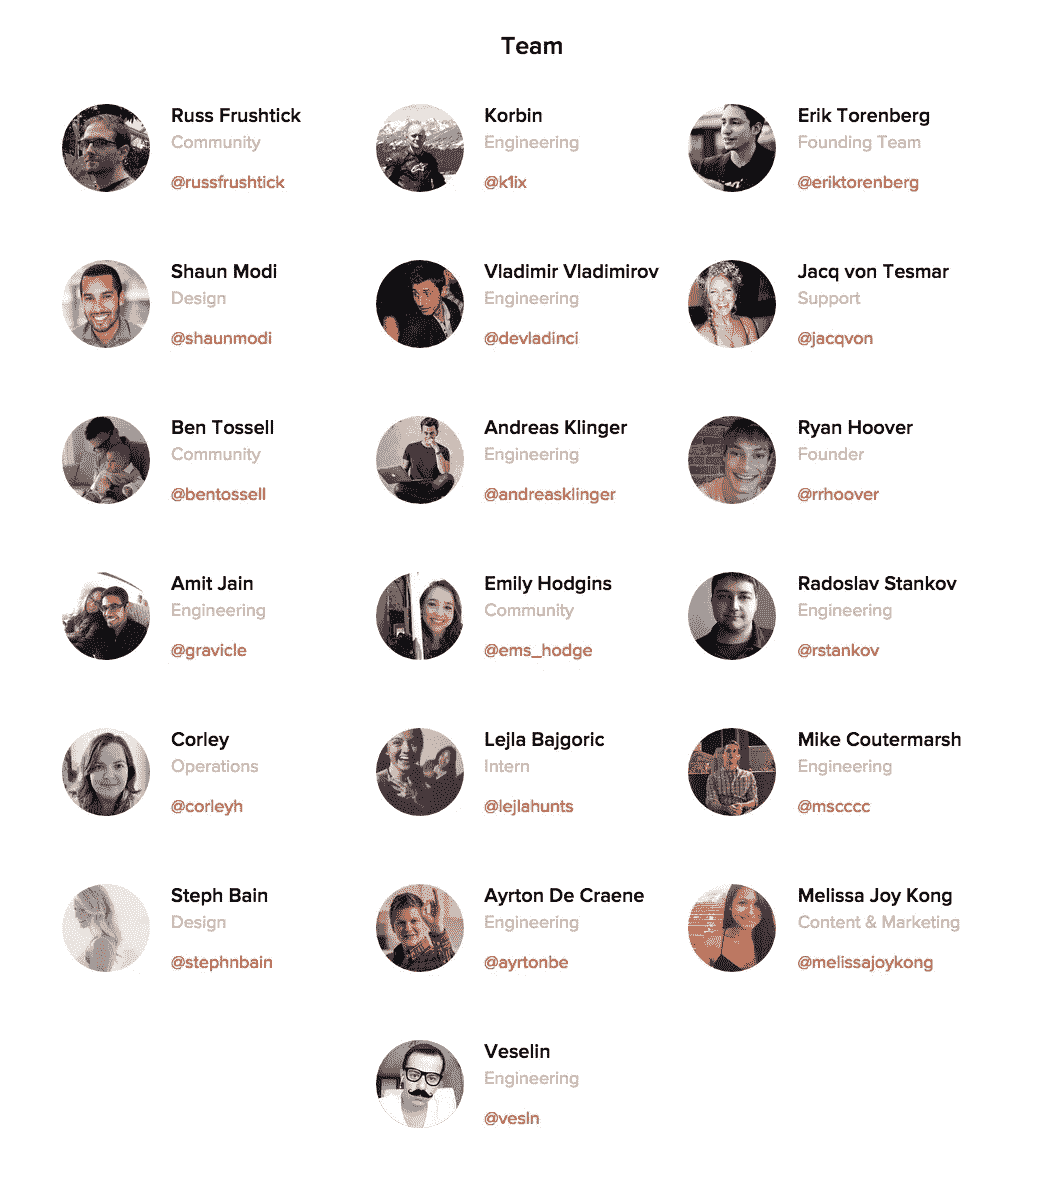 Team
Russ Frushtick
Community
@russfrushtick
Korbin
Engineering
@k1ix
Erik Torenberg
Founding Team
@eriktorenberg
Shaun Modi
Design
@shaunmodi
Vladimir Vladimirov
Engineering
@devladinci
Jacq von Tesmar
Support
@jacqvon
Ben Tossell
Community
@bentossell
Andreas Klinger
Engineering
@andreasklinger
Ryan Hoover
Founder
@rrhoover
Amit Jain
Engineering
@gravicle
Emily Hodgins
Community
@ems_hodge
Radoslav Stankov
Engineering
@rstankov
Corley
Operations
@corleyh
Lejla Bajgoric
Intern
@lejlahunts
Mike Coutermarsh
Engineering
@mscccc
Steph Bain
Design
@stephnbain
Ayrton De Craene
Engineering
@ayrtonbe
Melissa Joy Kong
Content & Marketing
@melissajoykong
Veselin
Engineering
@vesln